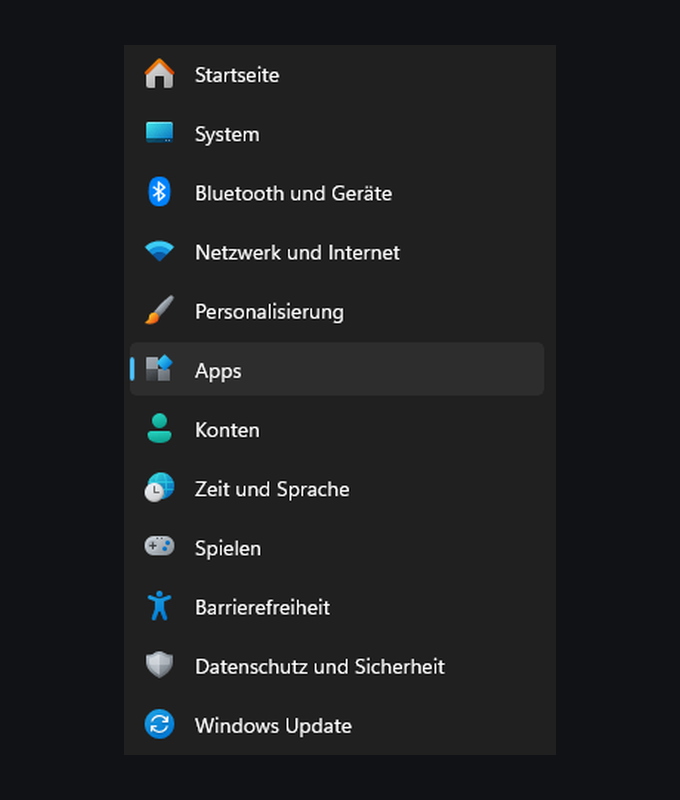 Startseite
System
Bluetooth und Geräte
Netzwerk und Internet
Personalisierung
Apps
Konten
Zeit und Sprache
Spielen
Barrierefreiheit
Datenschutz und Sicherheit
Windows Update